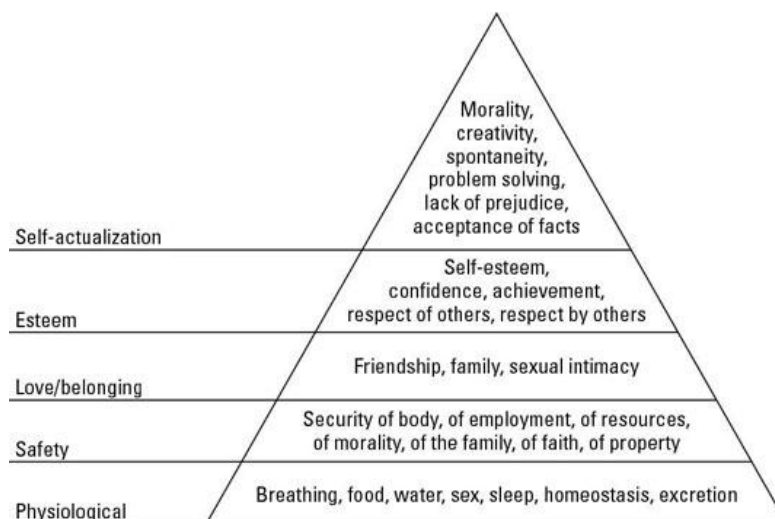 Morality,
creativity,
spontaneity,
problem solving,
lack of prejudice,
acceptance of facts
Self-actualization
Self-esteem,
confidence, achievement,
respect of others, respect by others
Esteem
Friendship, family, sexual intimacy
Love/belonging
Security of body, of employment, of resources,
of morality, of the family, of faith, of property
Safety
Breathing, food, water, sex, sleep, homeostasis, excretion
Physiological